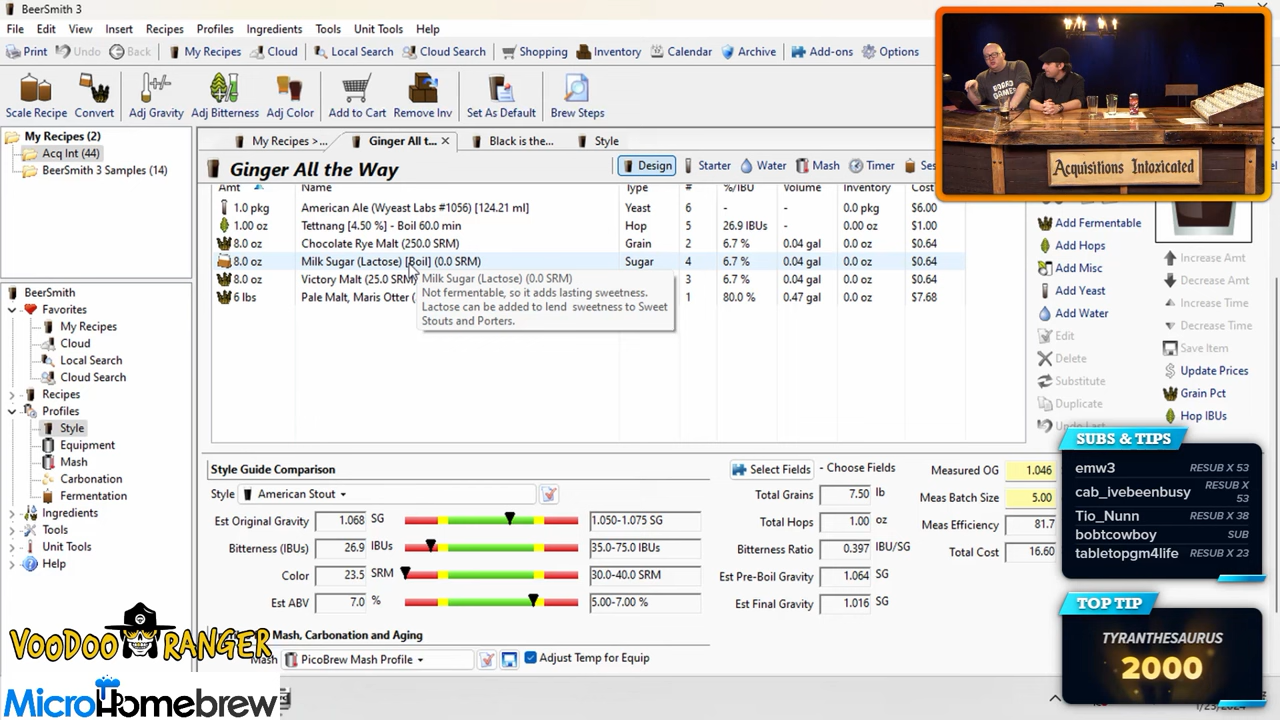 BeerSmith 3
File Edit View Insert Recipes Profiles Ingredients Tools Unit Tools Help
Print Undo Back My Recipes Cloud Local Search Cloud Search Shopping Inventory Calendar Archive Add-ons Options
Scale Recipe Convert Adj Gravity Adj Bitterness Adj Color Add to Cart Remove Inv Set As Default Brew Steps
My Recipes (2)
Acq Int (44)
BeerSmith 3 Samples (14)
BeerSmith
Favorites
My Recipes
Cloud
Local Search
Cloud Search
Recipes
Profiles
Style
Equipment
Mash
Carbonation
Fermentation
Ingredients
Tools
Unit Tools
Help
My Recipes >... Ginger All t... Black is the... Style
Ginger All the Way
Design Starter Water Mash Timer Ses
Amt Name Type # %/IBU Volume Inventory Cost
1.0 pkg American Ale (Wyeast Labs #1056) [124.21 ml] Yeast 6 - - 0.0 pkg $6.00
1.00 oz Tettnang [4.50 %] - Boil 60.0 min Hop 5 26.9 IBUs - 0.00 oz $1.00
8.0 oz Chocolate Rye Malt (250.0 SRM) Grain 2 6.7 % 0.04 gal 0.0 oz $0.64
8.0 oz Milk Sugar (Lactose) [Boil] (0.0 SRM) Sugar 4 6.7 % 0.04 gal 0.0 oz $0.64
8.0 oz Victory Malt (25.0 SRM) 3 6.7 % 0.04 gal 0.0 oz $0.64
6 lbs Pale Malt, Maris Otter ( 1 80.0 % 0.47 gal 0.0 oz $7.68
Milk Sugar (Lactose) (0.0 SRM)
Not fermentable, so it adds lasting sweetness.
Lactose can be added to lend sweetness to Sweet
Stouts and Porters.
BOARD
GAMES
Acquisitions Intoxicated
Add Fermentable
Add Hops
Add Misc
Add Yeast
Add Water
Edit
Delete
Substitute
Duplicate
Undo Last
Increase Amt
Decrease Amt
Increase Time
Decrease Time
Save Item
Update Prices
Grain Pct
Hop IBUs
Style Guide Comparison
Style American Stout
Est Original Gravity 1.068 SG 1.050-1.075 SG
Bitterness (IBUs) 26.9 IBUs 35.0-75.0 IBUs
Color 23.5 SRM 30.0-40.0 SRM
Est ABV 7.0 % 5.00-7.00 %
Select Fields - Choose Fields
Total Grains 7.50 lb
Total Hops 1.00 oz
Bitterness Ratio 0.397 IBU/SG
Est Pre-Boil Gravity 1.064 SG
Est Final Gravity 1.016 SG
Measured OG 1.046
Meas Batch Size 5.00
Meas Efficiency 81.7
Total Cost 16.60
Mash, Carbonation and Aging
Mash PicoBrew Mash Profile Adjust Temp for Equip
SUBS & TIPS
emw3 RESUB X 53
cab_ivebeenbusy RESUB X 53
Tio_Nunn RESUB X 38
bobtcowboy SUB
tabletopgm4life RESUB X 23
TOP TIP
TYRANTHESAURUS
2000
VOODOO RANGER
MicroHomebrew
1/23/2024